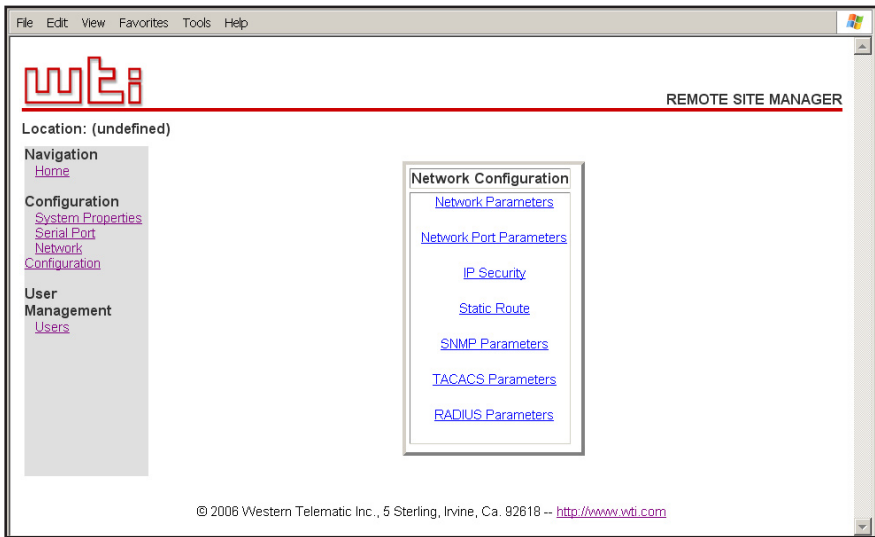 File Edit View Favorites Tools Help
wti
REMOTE SITE MANAGER
Location: (undefined)
Navigation
Home
Configuration
System Properties
Serial Port
Network
Configuration
User
Management
Users
Network Configuration
Network Parameters
Network Port Parameters
IP Security
Static Route
SNMP Parameters
TACACS Parameters
RADIUS Parameters
© 2006 Western Telematic Inc., 5 Sterling, Irvine, Ca. 92618 -- http://www.wti.com